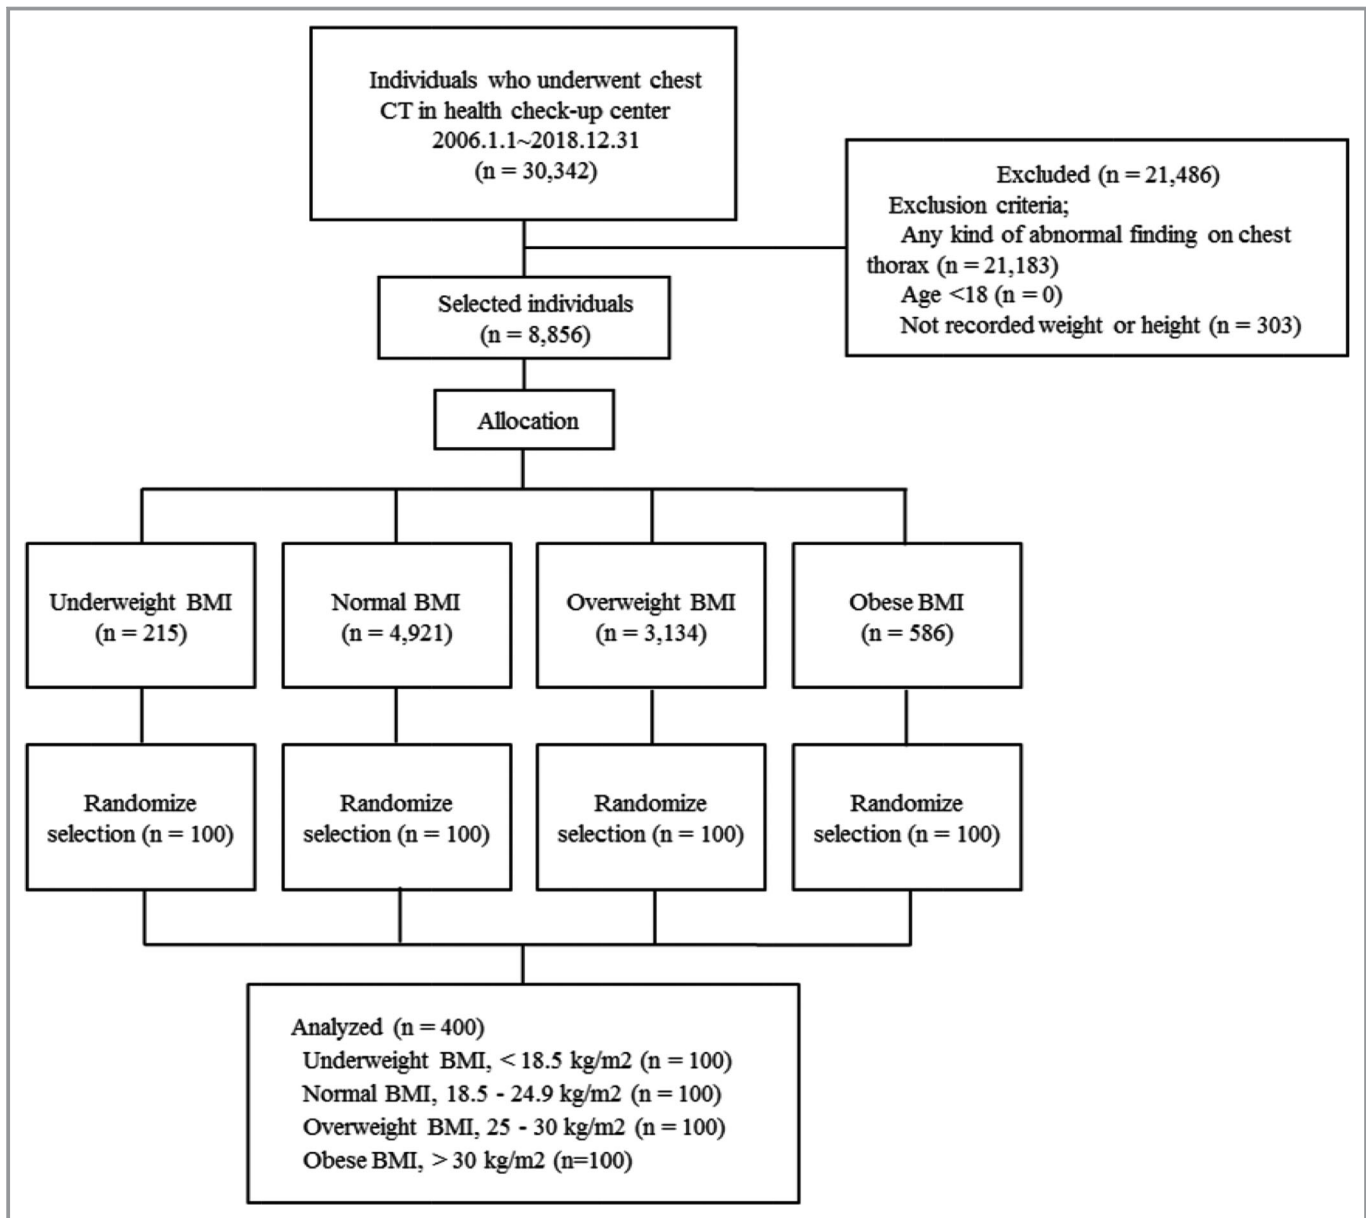 Individuals who underwent chest
CT in health check-up center
2006.1.1~2018.12.31
(n = 30,342)
Excluded (n = 21,486)
Exclusion criteria;
Any kind of abnormal finding on chest
thorax (n = 21,183)
Age <18 (n = 0)
Not recorded weight or height (n = 303)
Selected individuals
(n = 8,856)
Allocation
Underweight BMI
(n = 215)
Normal BMI
(n = 4,921)
Overweight BMI
(n = 3,134)
Obese BMI
(n = 586)
Randomize
selection (n = 100)
Randomize
selection (n = 100)
Randomize
selection (n = 100)
Randomize
selection (n = 100)
Analyzed (n = 400)
Underweight BMI, < 18.5 kg/m2 (n = 100)
Normal BMI, 18.5 - 24.9 kg/m2 (n = 100)
Overweight BMI, 25 - 30 kg/m2 (n = 100)
Obese BMI, > 30 kg/m2 (n=100)